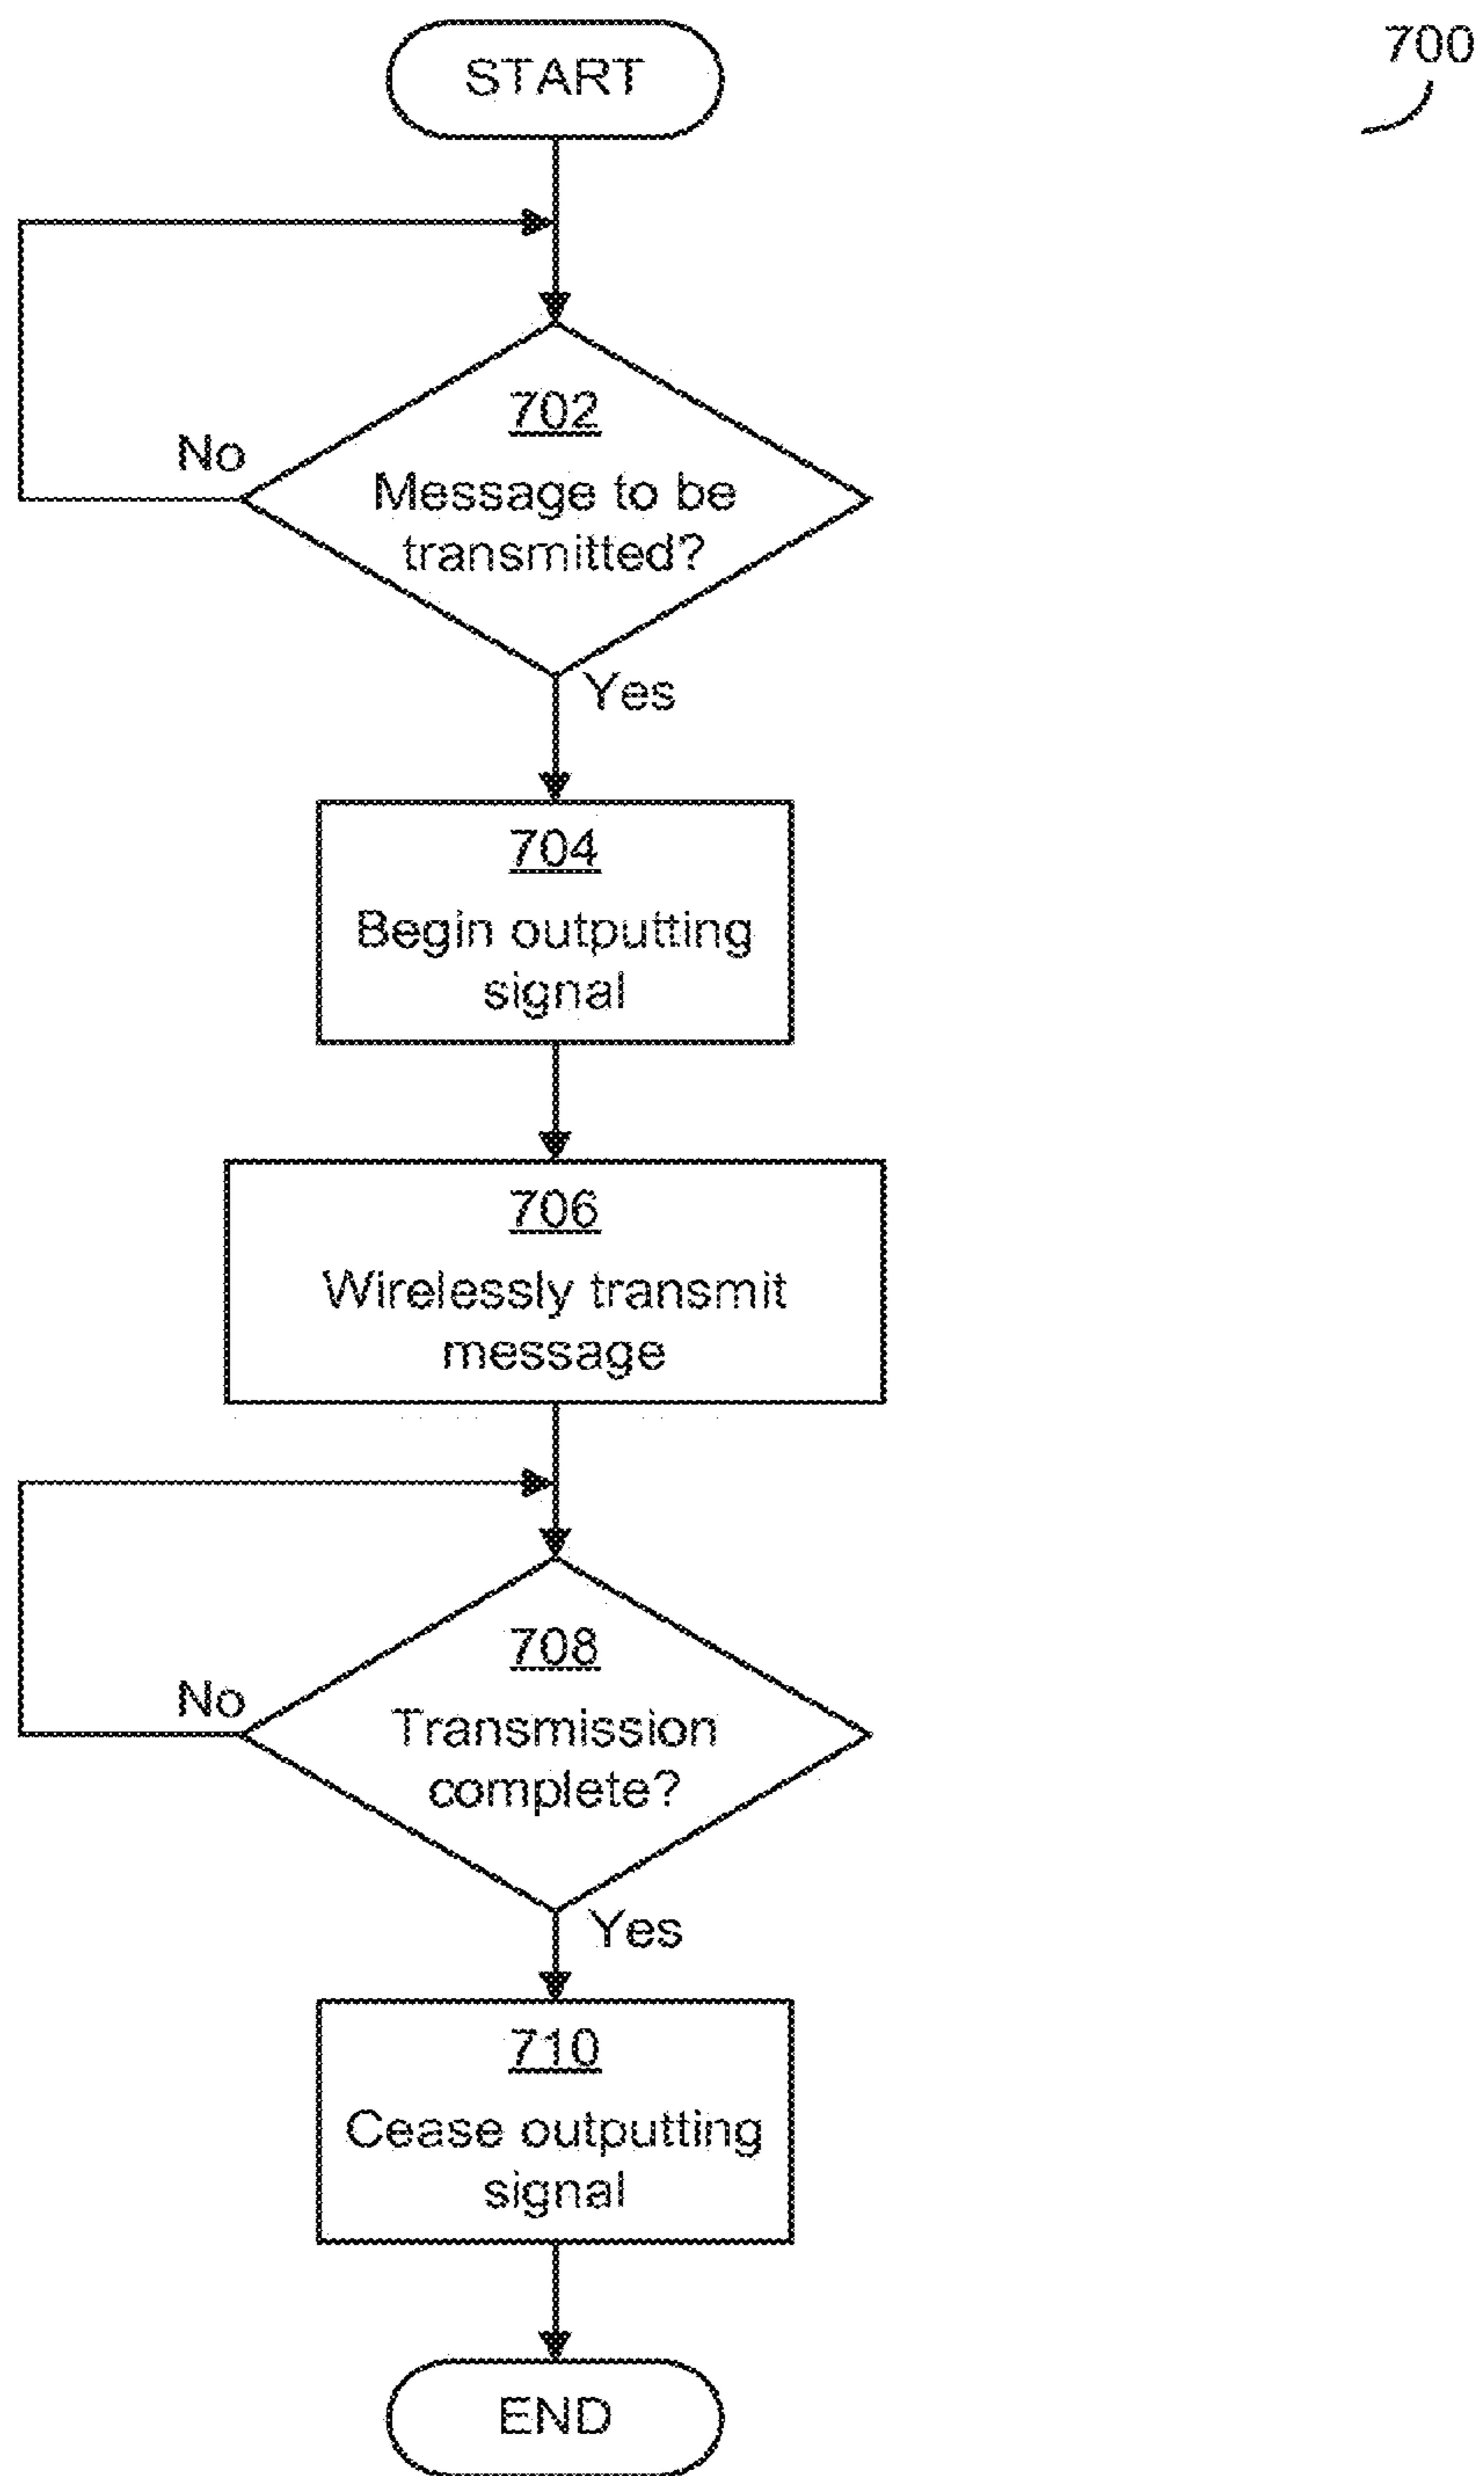 START
700
702
No
Message to be
transmitted?
Yes
704
Begin outputting
signal
706
Wirelessly transmit
message
708
No
Transmission
complete?
Yes
710
Cease outputting
signal
END